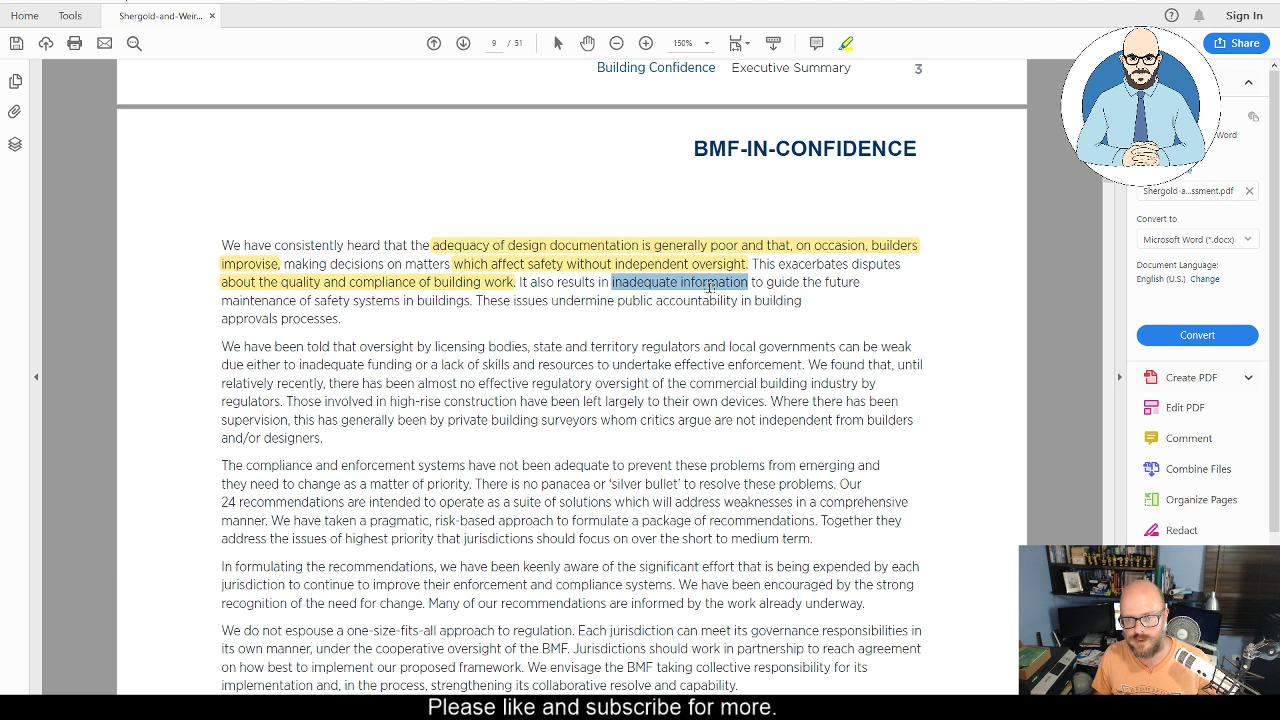 Home
Tools
Shergold-and-Weir...
Sign In
9 / 51
150%
Share
Building Confidence Executive Summary 3
Word
BMF-IN-CONFIDENCE
Shergold-a...ssment.pdf
Convert to
Microsoft Word (*.docx)
Document Language:
English (U.S.) Change
Convert
Create PDF
Edit PDF
Comment
Combine Files
Organize Pages
Redact
We have consistently heard that the adequacy of design documentation is generally poor and that, on occasion, builders
improvise, making decisions on matters which affect safety without independent oversight. This exacerbates disputes
about the quality and compliance of building work. It also results in inadequate information to guide the future
maintenance of safety systems in buildings. These issues undermine public accountability in building
approvals processes.
We have been told that oversight by licensing bodies, state and territory regulators and local governments can be weak
due either to inadequate funding or a lack of skills and resources to undertake effective enforcement. We found that, until
relatively recently, there has been almost no effective regulatory oversight of the commercial building industry by
regulators. Those involved in high-rise construction have been left largely to their own devices. Where there has been
supervision, this has generally been by private building surveyors whom critics argue are not independent from builders
and/or designers.
The compliance and enforcement systems have not been adequate to prevent these problems from emerging and
they need to change as a matter of priority. There is no panacea or ‘silver bullet’ to resolve these problems. Our
24 recommendations are intended to operate as a suite of solutions which will address weaknesses in a comprehensive
manner. We have taken a pragmatic, risk-based approach to formulate a package of recommendations. Together they
address the issues of highest priority that jurisdictions should focus on over the short to medium term.
In formulating the recommendations, we have been keenly aware of the significant effort that is being expended by each
jurisdiction to continue to improve their enforcement and compliance systems. We have been encouraged by the strong
recognition of the need for change. Many of our recommendations are informed by the work already underway.
We do not espouse a one-size-fits-all approach to regulation. Each jurisdiction can meet its governance responsibilities in
its own manner, under the cooperative oversight of the BMF. Jurisdictions should work in partnership to reach agreement
on how best to implement our proposed framework. We envisage the BMF taking collective responsibility for its
implementation and, in the process, strengthening its collaborative resolve and capability.
Please like and subscribe for more.